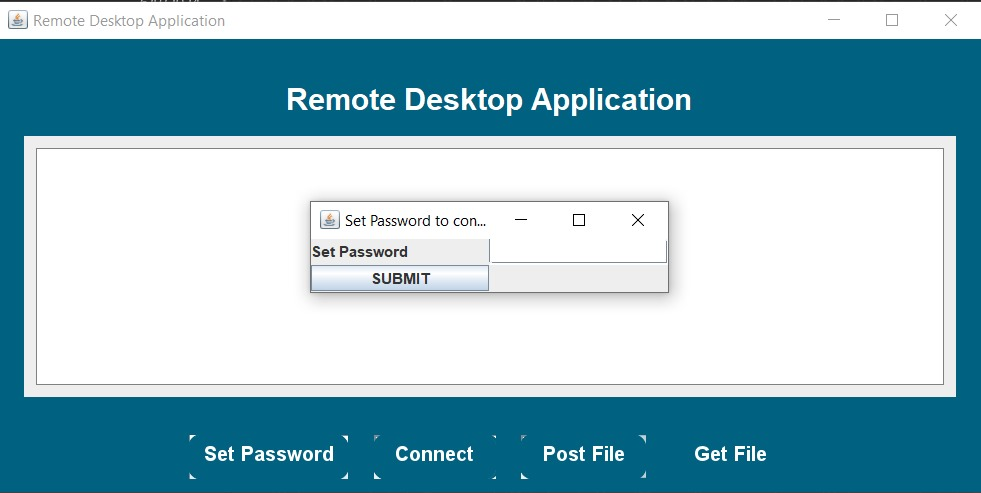 Remote Desktop Application
Remote Desktop Application
Set Password to con...
Set Password
SUBMIT
Set Password Connect Post File Get File